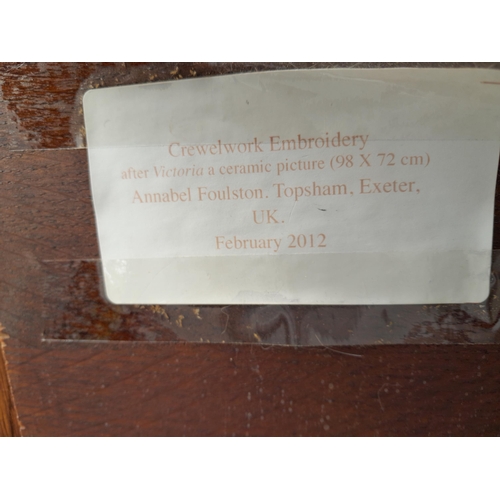 Crewelwork Embroidery
after Victoria a ceramic picture (98 X 72 cm)
Annabel Foulston. Topsham, Exeter,
UK.
February 2012